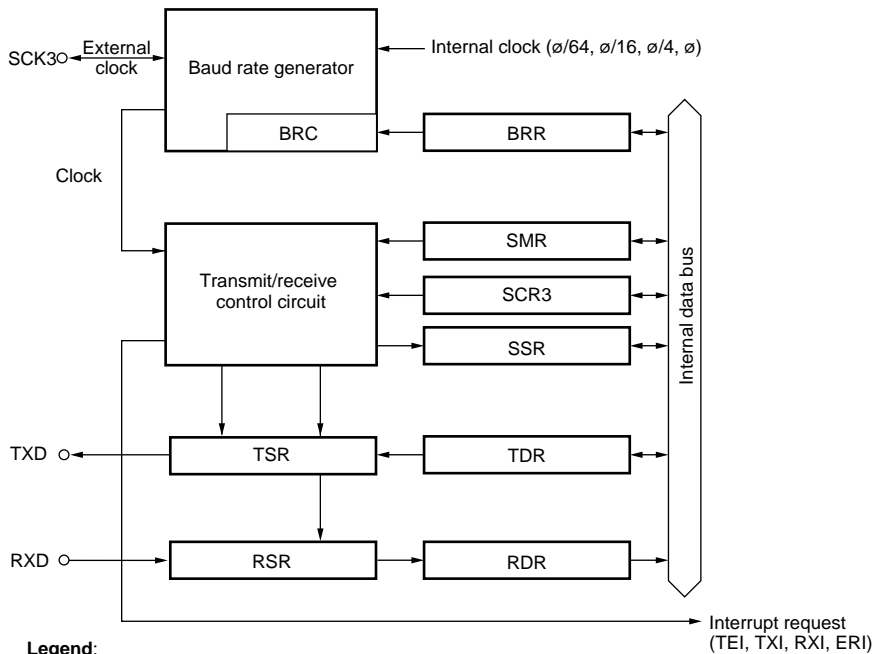 SCK3
External
clock
Baud rate generator
Internal clock (ø/64, ø/16, ø/4, ø)
BRC
BRR
Clock
Transmit/receive
control circuit
SMR
SCR3
SSR
Internal data bus
TXD
TSR
TDR
RXD
RSR
RDR
Interrupt request
(TEI, TXI, RXI, ERI)
Legend: